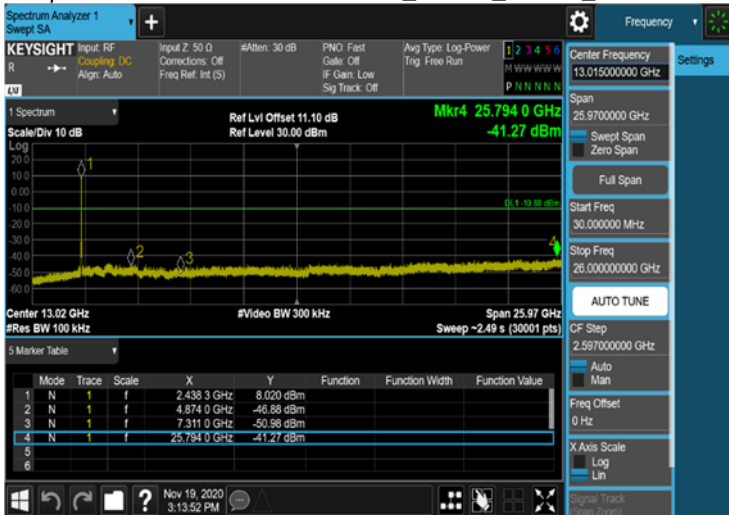 Spectrum Analyzer 1
Swept SA
+
Frequency
KEYSIGHT
R
Input: RF
Coupling: DC
Align: Auto
Input Z: 50 Ω
Corrections: Off
Freq Ref: Int (S)
#Atten: 30 dB
PNO: Fast
Gate: Off
IF Gain: Low
Sig Track: Off
Avg Type: Log-Power
Trig: Free Run
1 2 3 4 5 6
M W W W W W
P N N N N N
1 Spectrum
Scale/Div 10 dB
Ref Lvl Offset 11.10 dB
Ref Level 30.00 dBm
Mkr4 25.794 0 GHz
-41.27 dBm
Log
20.0
10.0
0.00
-10.0
-20.0
-30.0
-40.0
-50.0
-60.0
1
2
3
4
DL1 -10.98 dBm
Center 13.02 GHz
#Res BW 100 kHz
#Video BW 300 kHz
Span 25.97 GHz
Sweep ~2.49 s (30001 pts)
5 Marker Table
Mode Trace Scale X Y Function Function Width Function Value
1 N 1 f 2.438 3 GHz 8.020 dBm
2 N 1 f 4.874 0 GHz -46.88 dBm
3 N 1 f 7.311 0 GHz -50.98 dBm
4 N 1 f 25.794 0 GHz -41.27 dBm
5
6
?
Nov 19, 2020
3:13:52 PM
Center Frequency
13.015000000 GHz
Settings
Span
25.9700000 GHz
Swept Span
Zero Span
Full Span
Start Freq
30.000000 MHz
Stop Freq
26.000000000 GHz
AUTO TUNE
CF Step
2.597000000 GHz
Auto
Man
Freq Offset
0 Hz
X Axis Scale
Log
Lin
Signal Track
(Span Zoom)